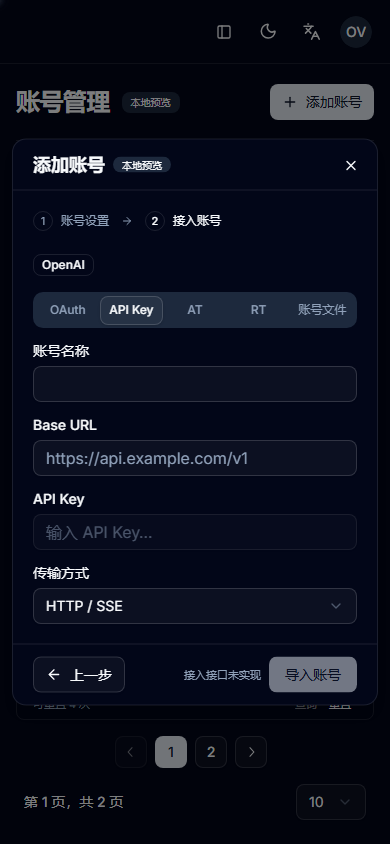 OV
账号管理 本地预览 + 添加账号
添加账号 本地预览
1 账号设置 → 2 接入账号
OpenAI
OAuth API Key AT RT 账号文件
账号名称
Base URL
https://api.example.com/v1
API Key
输入 API Key...
传输方式
HTTP / SSE
← 上一步 接入接口未实现 导入账号
1 2
第 1 页，共 2 页 10